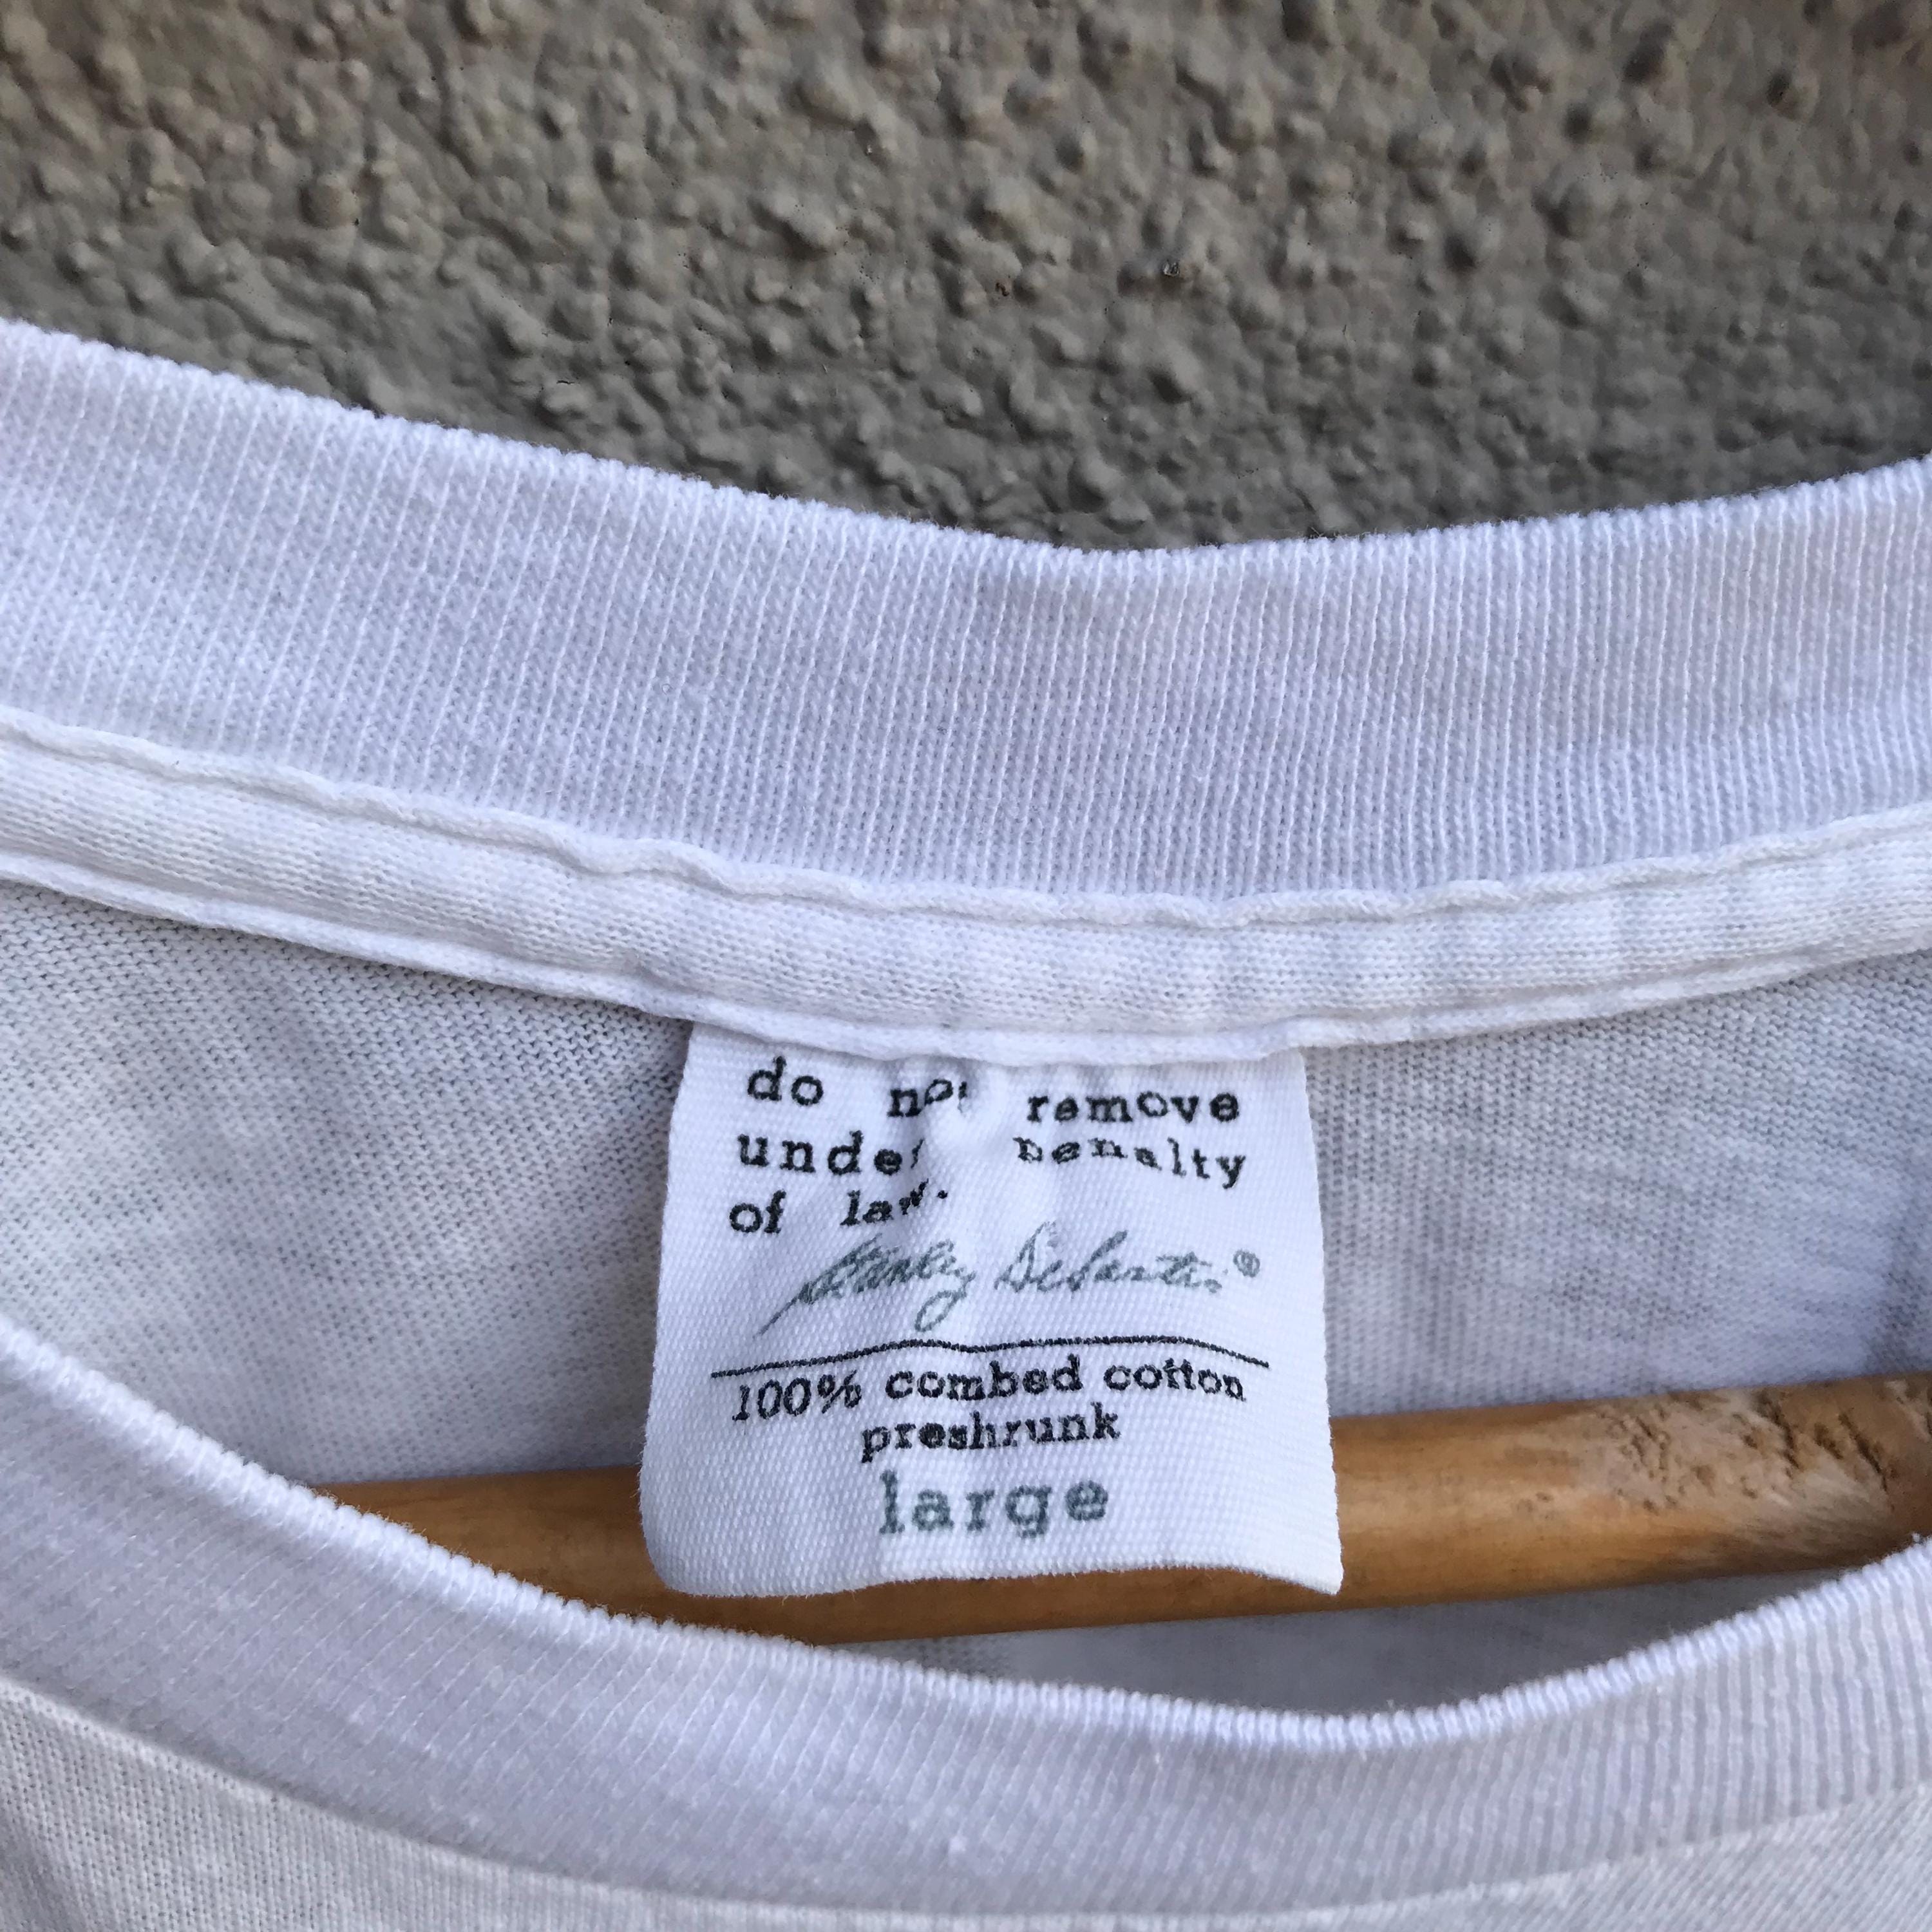 do not remove
under penalty
of law.
Stanley DeSantis®
100% combed cotton
preshrunk
large